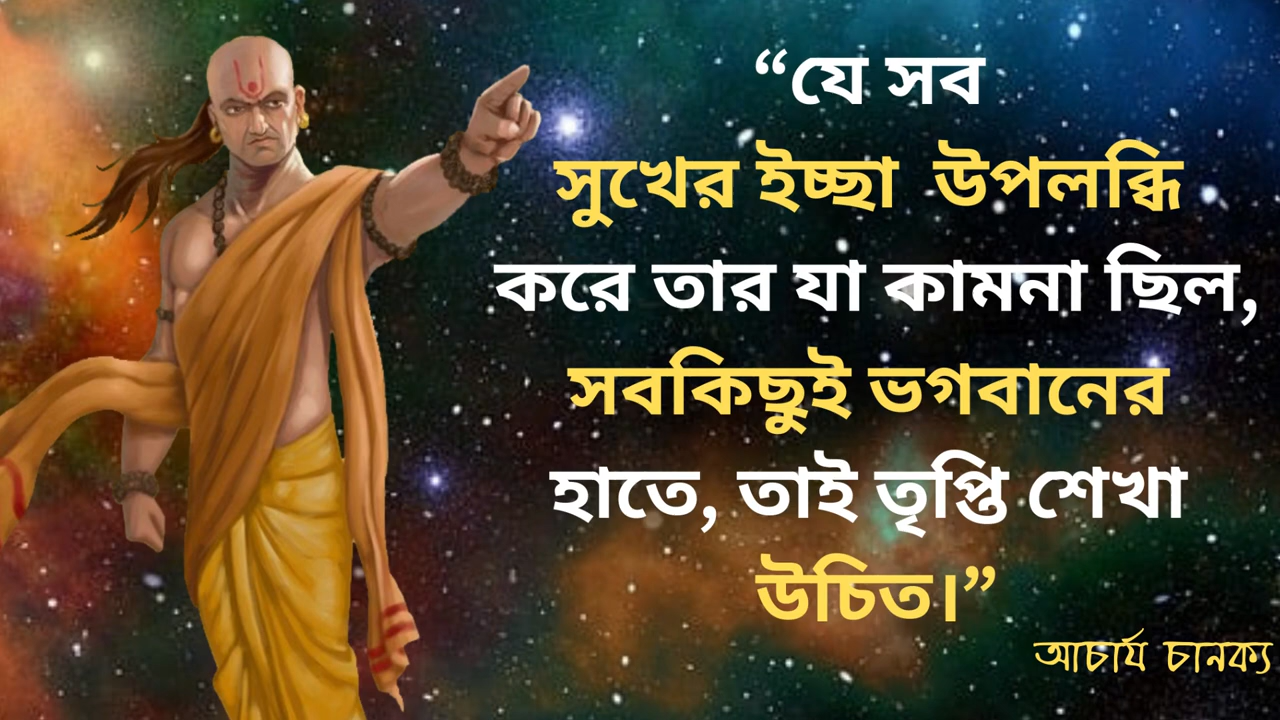 “যে সব
সুখের ইচ্ছা উপলব্ধি
করে তার যা কামনা ছিল,
সবকিছুই ভগবানের
হাতে, তাই তৃপ্তি শেখা
উচিত।”
আচার্য চানক্য